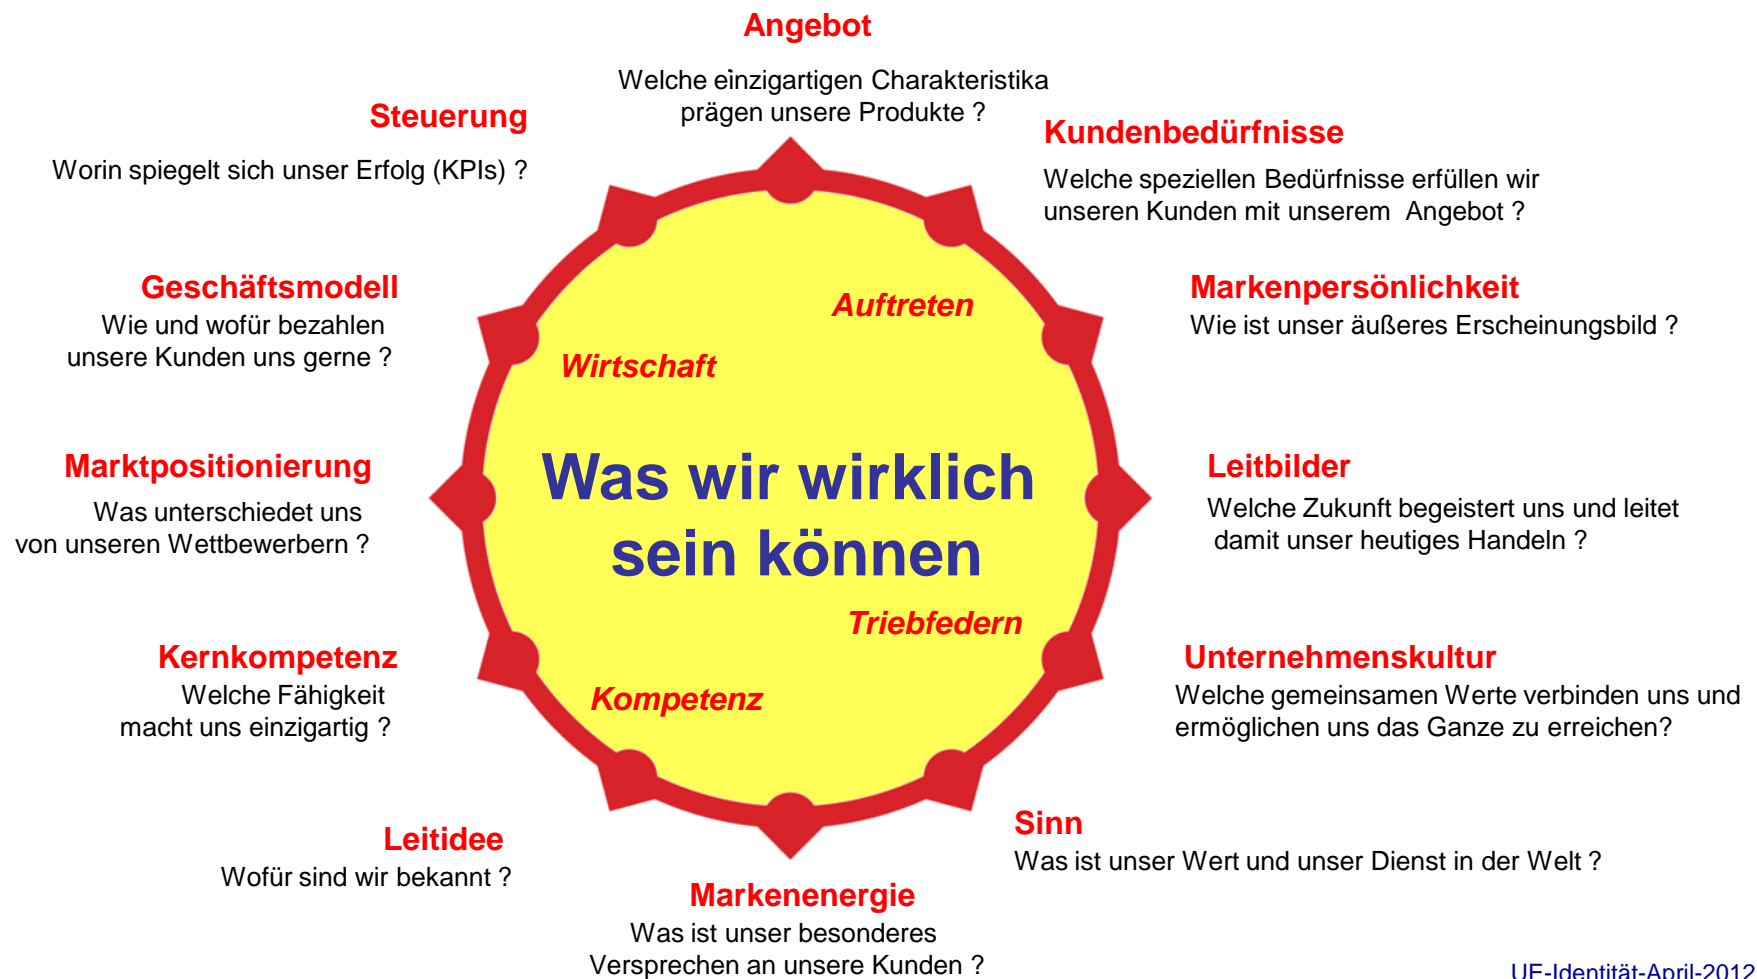 Angebot
Welche einzigartigen Charakteristika
prägen unsere Produkte ?
Kundenbedürfnisse
Welche speziellen Bedürfnisse erfüllen wir
unseren Kunden mit unserem Angebot ?
Markenpersönlichkeit
Wie ist unser äußeres Erscheinungsbild ?
Leitbilder
Welche Zukunft begeistert uns und leitet
damit unser heutiges Handeln ?
Unternehmenskultur
Welche gemeinsamen Werte verbinden uns und
ermöglichen uns das Ganze zu erreichen?
Sinn
Was ist unser Wert und unser Dienst in der Welt ?
Markenenergie
Was ist unser besonderes
Versprechen an unsere Kunden ?
Leitidee
Wofür sind wir bekannt ?
Kernkompetenz
Welche Fähigkeit
macht uns einzigartig ?
Marktpositionierung
Was unterschiedet uns
von unseren Wettbewerbern ?
Geschäftsmodell
Wie und wofür bezahlen
unsere Kunden uns gerne ?
Steuerung
Worin spiegelt sich unser Erfolg (KPIs) ?
Auftreten
Wirtschaft
Was wir wirklich
sein können
Triebfedern
Kompetenz
UE-Identität-April-2012